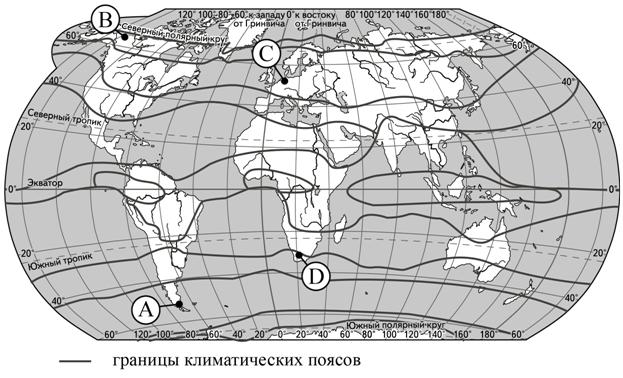 120°100°80°60° к западу 0° к востоку 80°100°120°140°160°180°
от Гринвича от Гринвича
B
Северный полярный круг
60° 60°
C
40° 40°
Северный тропик
20° 20°
Экватор
0° 0°
20° 20°
Южный тропик
D
40° 40°
A
Южный полярный круг
60° 120° 100° 80° 60° 40° 20° 0° 20° 40° 60° 80° 100° 120° 140° 160° 180° 60°
границы климатических поясов